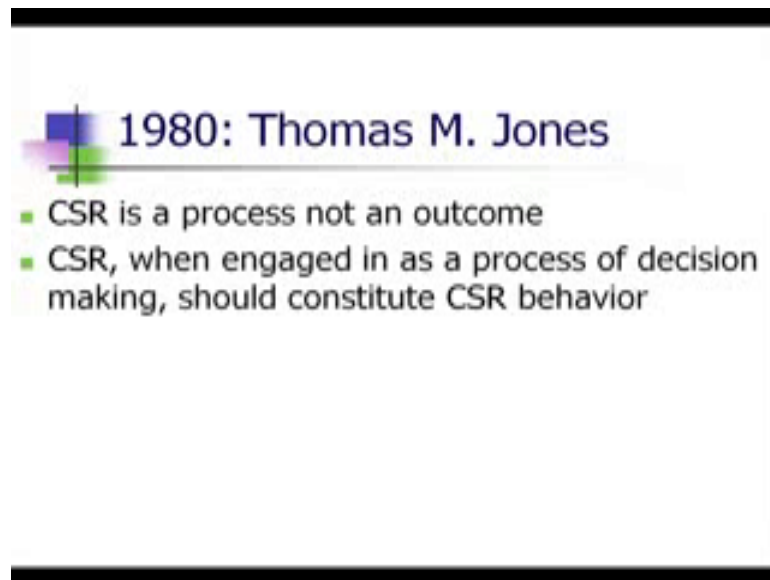 1980: Thomas M. Jones
CSR is a process not an outcome
CSR, when engaged in as a process of decision
making, should constitute CSR behavior